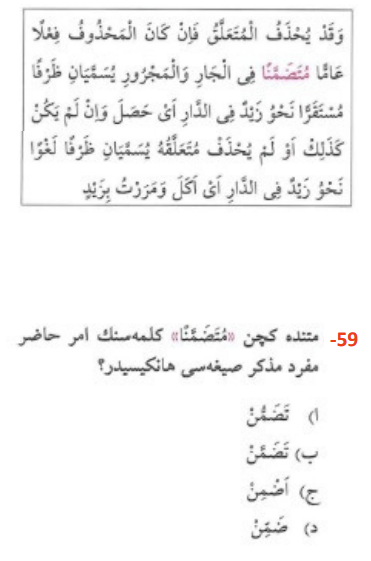 وَقَدْ يُحْذَفُ الْمُتَعَلَّقُ فَاِنْ كَانَ الْمَحْذُوفُ فِعْلًا
عَامًّا مُتَضَمَّنًا فِى الْجَارِ وَالْمَجْرُورِ يُسَمَّيَانِ ظَرْفًا
مُسْتَقَرًّا نَحْوُ زَيْدٌ فِى الدَّارِ اَىْ حَصَلَ وَاِنْ لَمْ يَكُنْ
كَذَلِكَ اَوْ لَمْ يُحْذَفْ مُتَعَلَّقُهُ يُسَمَّيَانِ ظَرْفًا لَغْوًا
نَحْوُ زَيْدٌ فِى الدَّارِ اَىْ اَكَلَ وَمَرَرْتُ بِزَيْدٍ
59- متنده كچن «مُتَضَمَّنًا» كلمه‌سنك امر حاضر
مفرد مذكر صيغه‌سى هانكيسيدر؟
ا) تَضَمُّنْ
ب) تَضَمَّنْ
ج) اَضْمِنْ
د) ضَمِّنْ